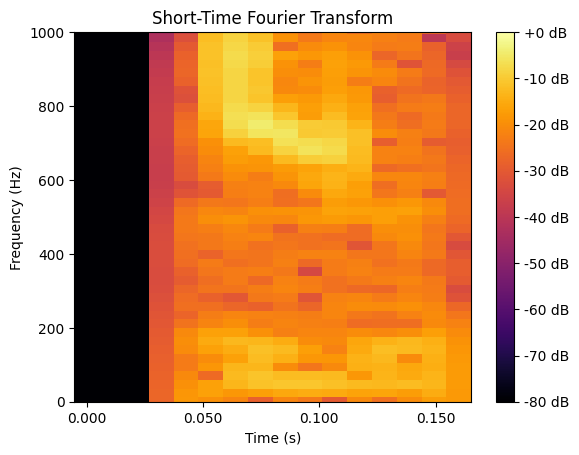 Short-Time Fourier Transform
Frequency (Hz)
1000
800
600
400
200
0
0.000
0.050
0.100
0.150
Time (s)
+0 dB
-10 dB
-20 dB
-30 dB
-40 dB
-50 dB
-60 dB
-70 dB
-80 dB